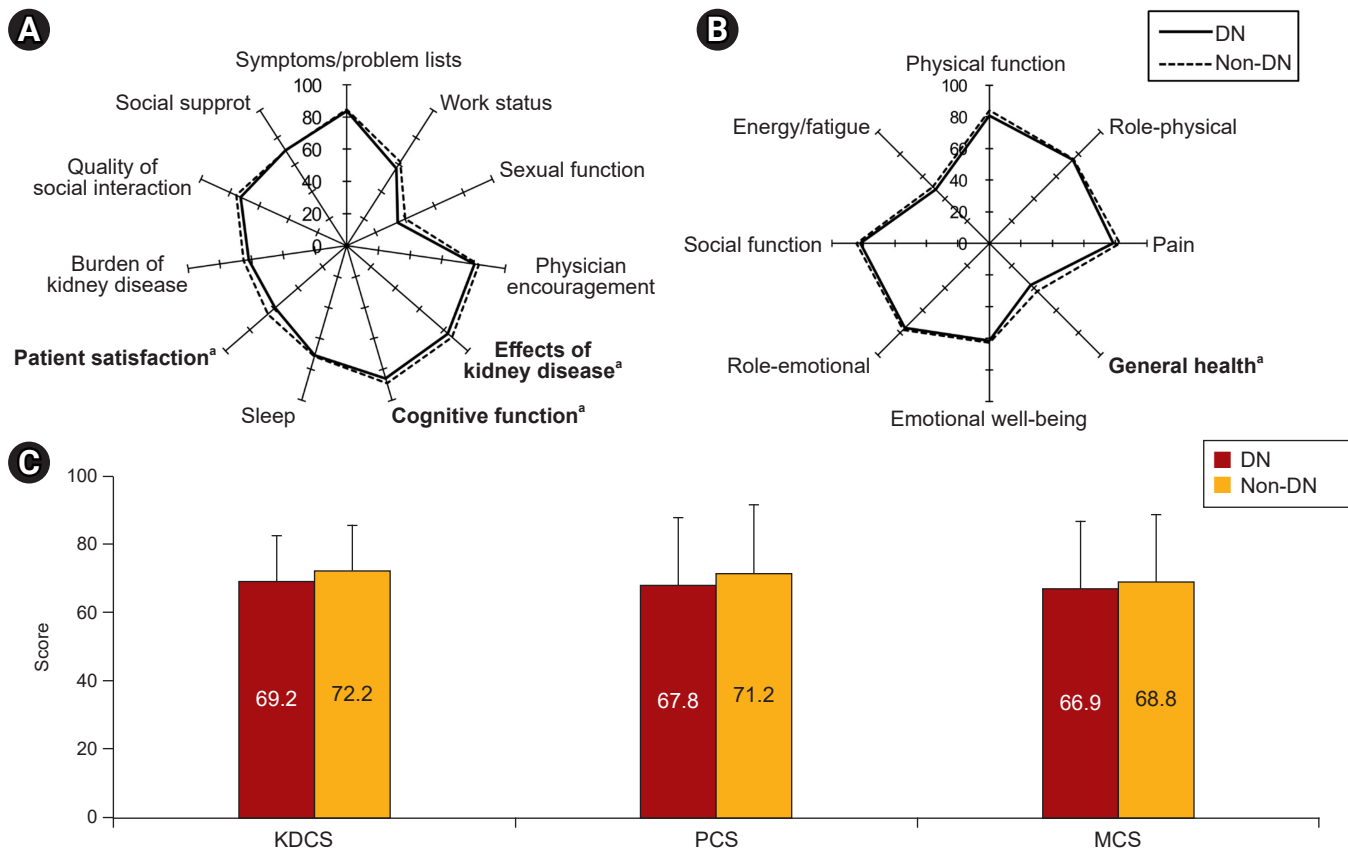 A
Symptoms/problem lists
100
80
60
40
20
0
Work status
Sexual function
Physician
encouragement
Effects of
kidney disease^a
Cognitive function^a
Sleep
Patient satisfaction^a
Burden of
kidney disease
Quality of
social interaction
Social supprot
B
DN
Non-DN
Physical function
100
80
60
40
20
0
Role-physical
Pain
General health^a
Emotional well-being
Role-emotional
Social function
Energy/fatigue
C
DN
Non-DN
Score
100
80
60
40
20
0
69.2
72.2
67.8
71.2
66.9
68.8
KDCS
PCS
MCS